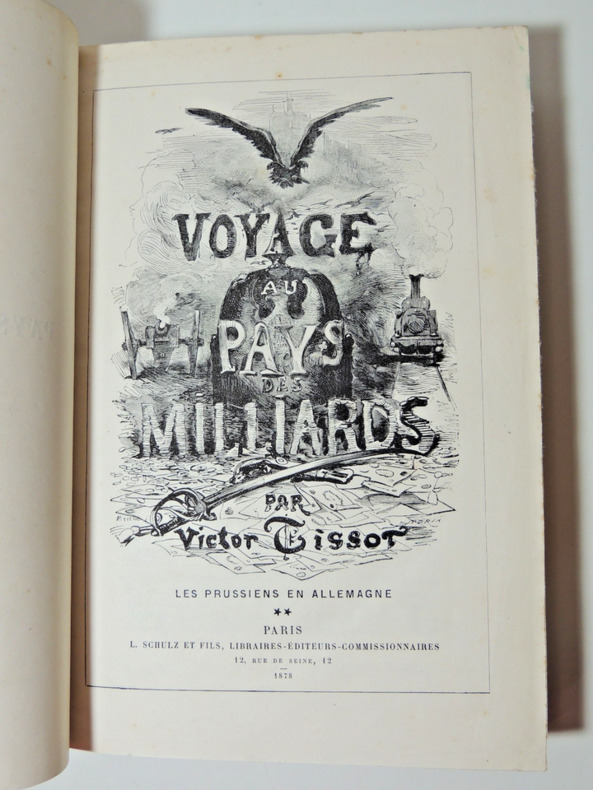 VOYAGE
AU
PAYS
DES
MILLIARDS
PAR
Victor Tissot
LES PRUSSIENS EN ALLEMAGNE
★★
PARIS
L. SCHULZ ET FILS, LIBRAIRES-ÉDITEURS-COMMISSIONNAIRES
12, RUE DE SEINE, 12
1878